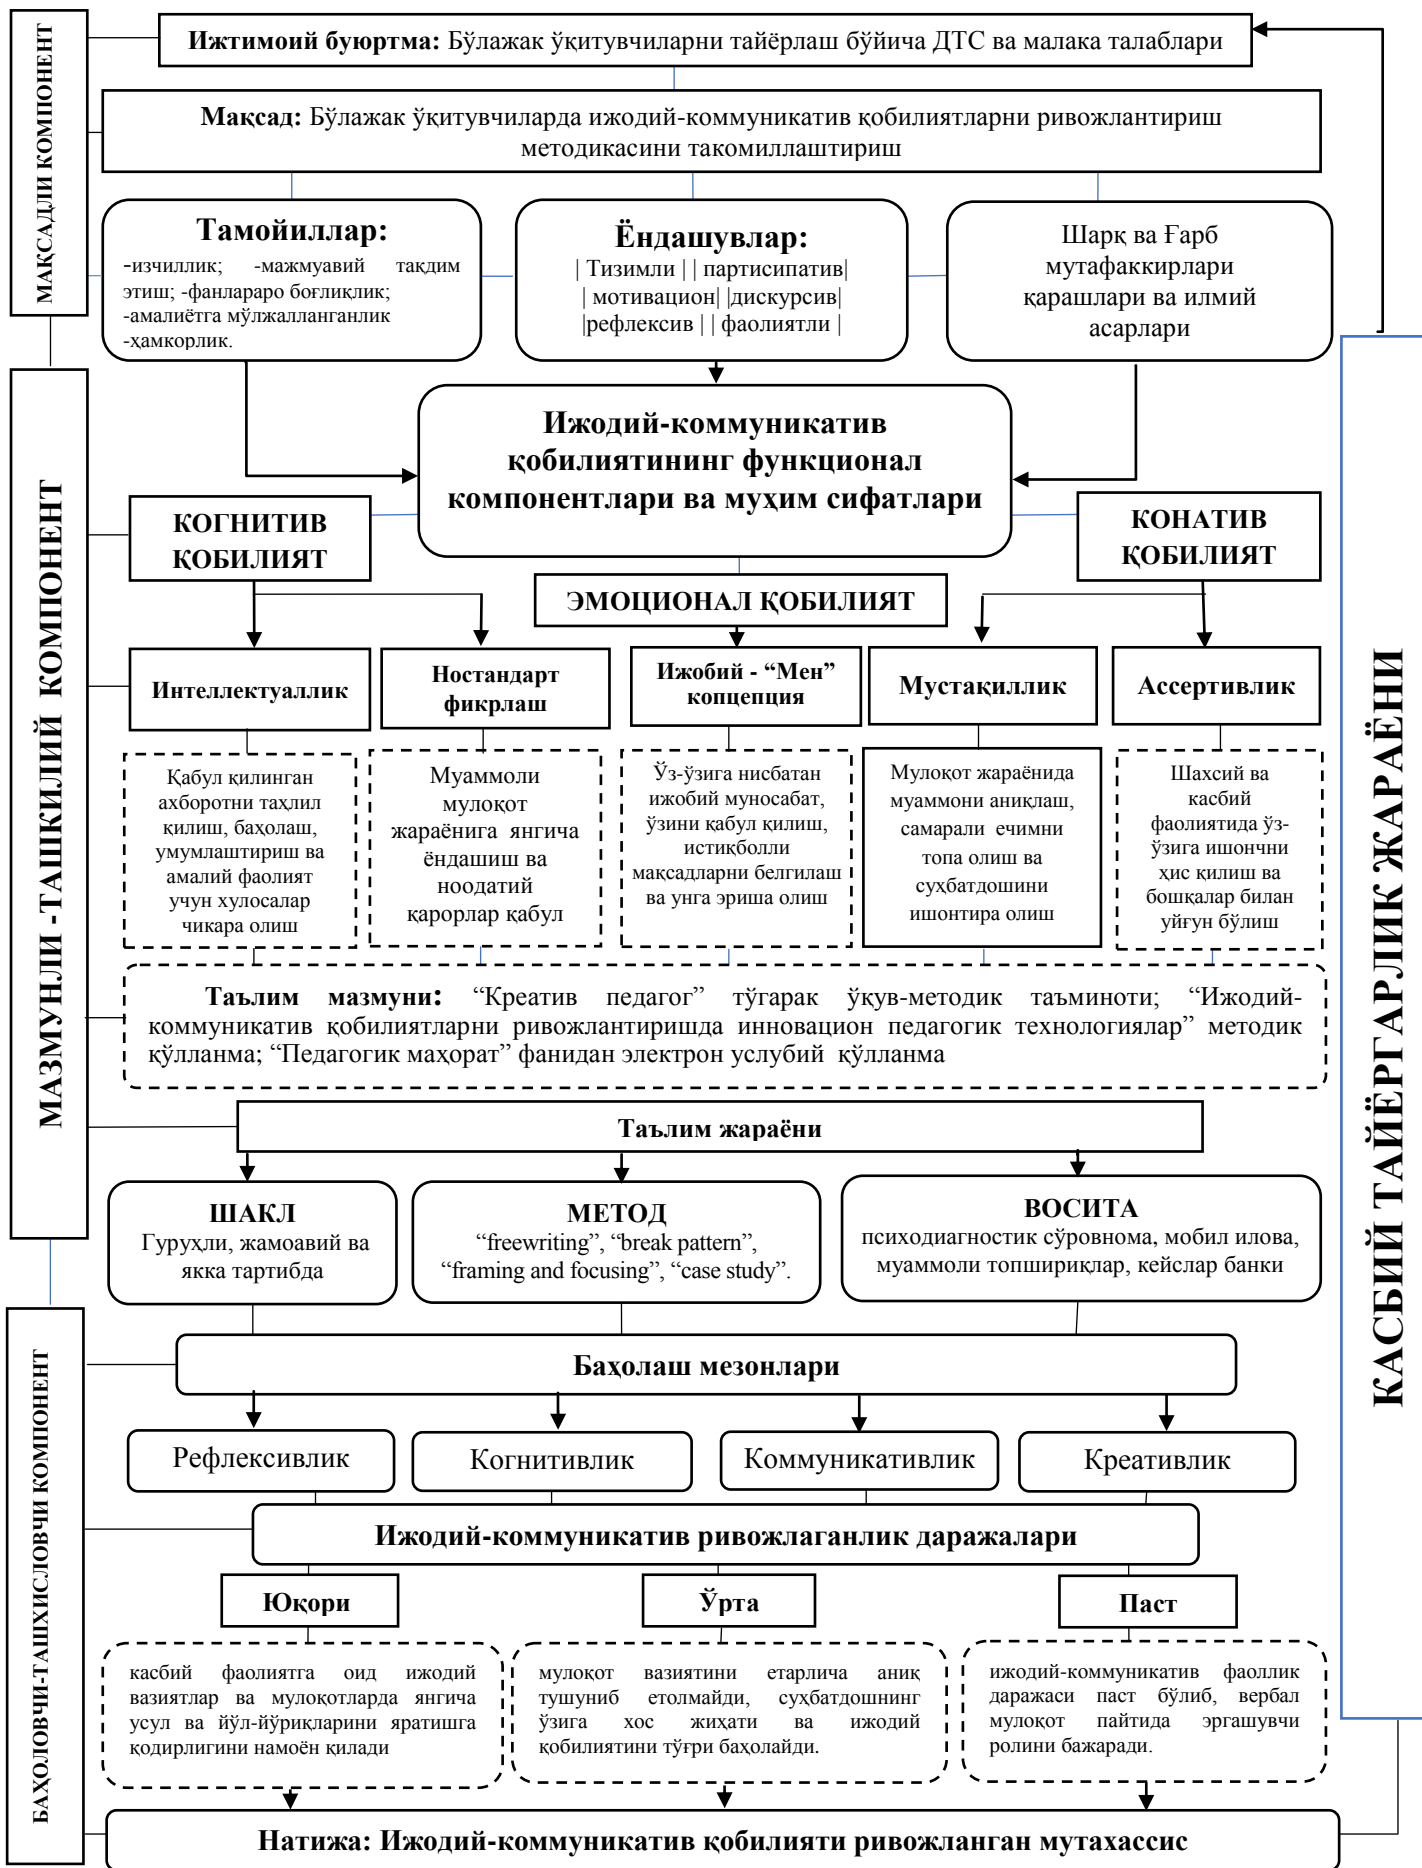 МАҚСАДЛИ КОМПОНЕНТ
Ижтимоий буюртма: Бўлажак ўқитувчиларни тайёрлаш бўйича ДТС ва малака талаблари
Мақсад: Бўлажак ўқитувчиларда ижодий-коммуникатив қобилиятларни ривожлантириш
методикасини такомиллаштириш
Тамойиллар:
-изчиллик; -мажмуавий тақдим
этиш; -фанлараро боғлиқлик;
-амалиётга мўлжалланганлик
-ҳамкорлик.
Ёндашувлар:
| Тизимли | | партисипатив|
| мотивацион| |дискурсив|
|рефлексив | | фаолиятли |
Шарқ ва Ғарб
мутафаккирлари
қарашлари ва илмий
асарлари
МАЗМУНЛИ -ТАШКИЛИЙ КОМПОНЕНТ
Ижодий-коммуникатив
қобилиятининг функционал
компонентлари ва муҳим сифатлари
КОГНИТИВ
ҚОБИЛИЯТ
ЭМОЦИОНАЛ ҚОБИЛИЯТ
КОНАТИВ
ҚОБИЛИЯТ
Интеллектуаллик
Ностандарт
фикрлаш
Ижобий - “Мен”
копцепция
Мустақиллик
Ассертивлик
Қабул қилинган
ахборотни таҳлил
қилиш, баҳолаш,
умумлаштириш ва
амалий фаолият
учун хулосалар
чикара олиш
Муаммоли
мулоқот
жараёнига янгича
ёндашиш ва
ноодатий
қарорлар қабул
Ўз-ўзига нисбатан
ижобий муносабат,
ўзини қабул қилиш,
истиқболли
мақсадларни белгилаш
ва унга эриша олиш
Мулоқот жараёнида
муаммони аниқлаш,
самарали ечимни
топа олиш ва
суҳбатдошини
ишонтира олиш
Шахсий ва
касбий
фаолиятида ўз-
ўзига ишончни
ҳис қилиш ва
бошқалар билан
уйғун бўлиш
Таълим мазмуни: “Креатив педагог” тўгарак ўқув-методик таъминоти; “Ижодий-
коммуникатив қобилиятларни ривожлантиришда инновацион педагогик технологиялар” методик
қўлланма; “Педагогик маҳорат” фанидан электрон услубий қўлланма
Таълим жараёни
ШАКЛ
Гуруҳли, жамоавий ва
якка тартибда
МЕТОД
“freewriting”, “break pattern”,
“framing and focusing”, “case study”.
ВОСИТА
психодиагностик сўровнома, мобил илова,
муаммоли топшириқлар, кейслар банки
КАСБИЙ ТАЙЁРГАРЛИК ЖАРАЁНИ
БАҲОЛОВЧИ-ТАШХИСЛОВЧИ КОМПОНЕНТ
Баҳолаш мезонлари
Рефлексивлик
Когнитивлик
Коммуникативлик
Креативлик
Ижодий-коммуникатив ривожлаганлик даражалари
Юқори
Ўрта
Паст
касбий фаолиятга оид ижодий
вазиятлар ва мулоқотларда янгича
усул ва йўл-йўриқларини яратишга
қодирлигини намоён қилади
мулоқот вазиятини етарлича аниқ
тушуниб етолмайди, суҳбатдошнинг
ўзига хос жиҳати ва ижодий
қобилиятини тўғри баҳолайди.
ижодий-коммуникатив фаоллик
даражаси паст бўлиб, вербал
мулоқот пайтида эргашувчи
ролини бажаради.
Натижа: Ижодий-коммуникатив қобилияти ривожланган мутахассис